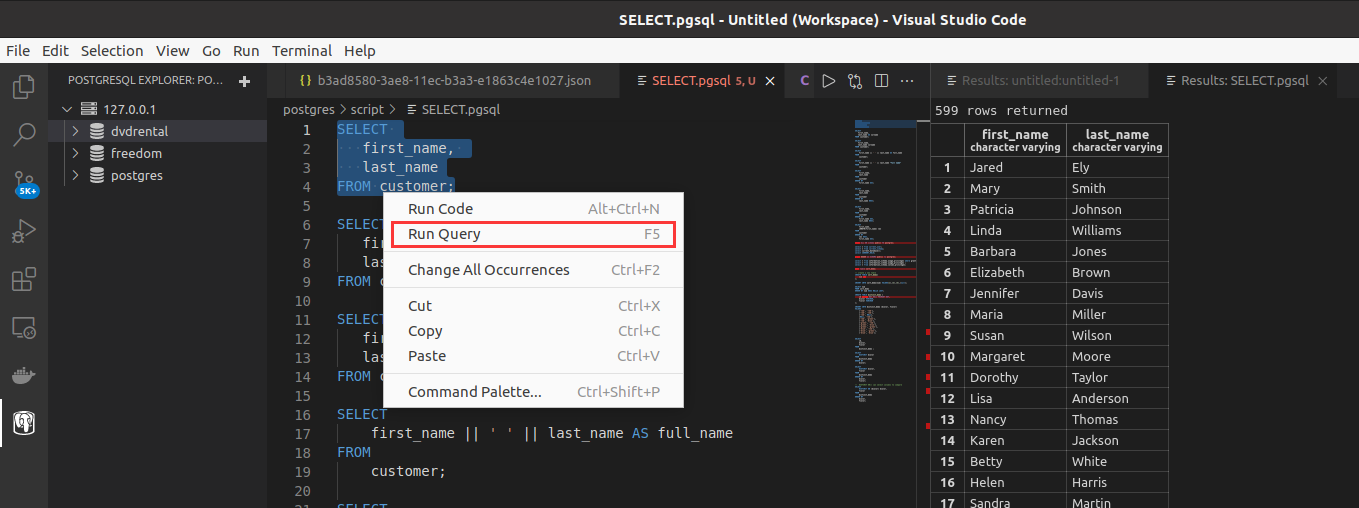 SELECT.pgsql - Untitled (Workspace) - Visual Studio Code
File Edit Selection View Go Run Terminal Help
POSTGRESQL EXPLORER: PO...
127.0.0.1
dvdrental
freedom
postgres
5K+
b3ad8580-3ae8-11ec-b3a3-e1863c4e1027.json
SELECT.pgsql 5, U
C
postgres > script > SELECT.pgsql
1 SELECT
2 first_name,
3 last_name
4 FROM customer;
5
6 SELECT
7 fir
8 las
9 FROM c
10
11 SELECT
12 fir
13 las
14 FROM c
15
16 SELECT
17 first_name || ' ' || last_name AS full_name
18 FROM
19 customer;
20
SELECT
Run Code Alt+Ctrl+N
Run Query F5
Change All Occurrences Ctrl+F2
Cut Ctrl+X
Copy Ctrl+C
Paste Ctrl+V
Command Palette... Ctrl+Shift+P
Results: untitled:untitled-1
Results: SELECT.pgsql
599 rows returned
first_name last_name
character varying character varying
1 Jared Ely
2 Mary Smith
3 Patricia Johnson
4 Linda Williams
5 Barbara Jones
6 Elizabeth Brown
7 Jennifer Davis
8 Maria Miller
9 Susan Wilson
10 Margaret Moore
11 Dorothy Taylor
12 Lisa Anderson
13 Nancy Thomas
14 Karen Jackson
15 Betty White
16 Helen Harris
17 Sandra Martin